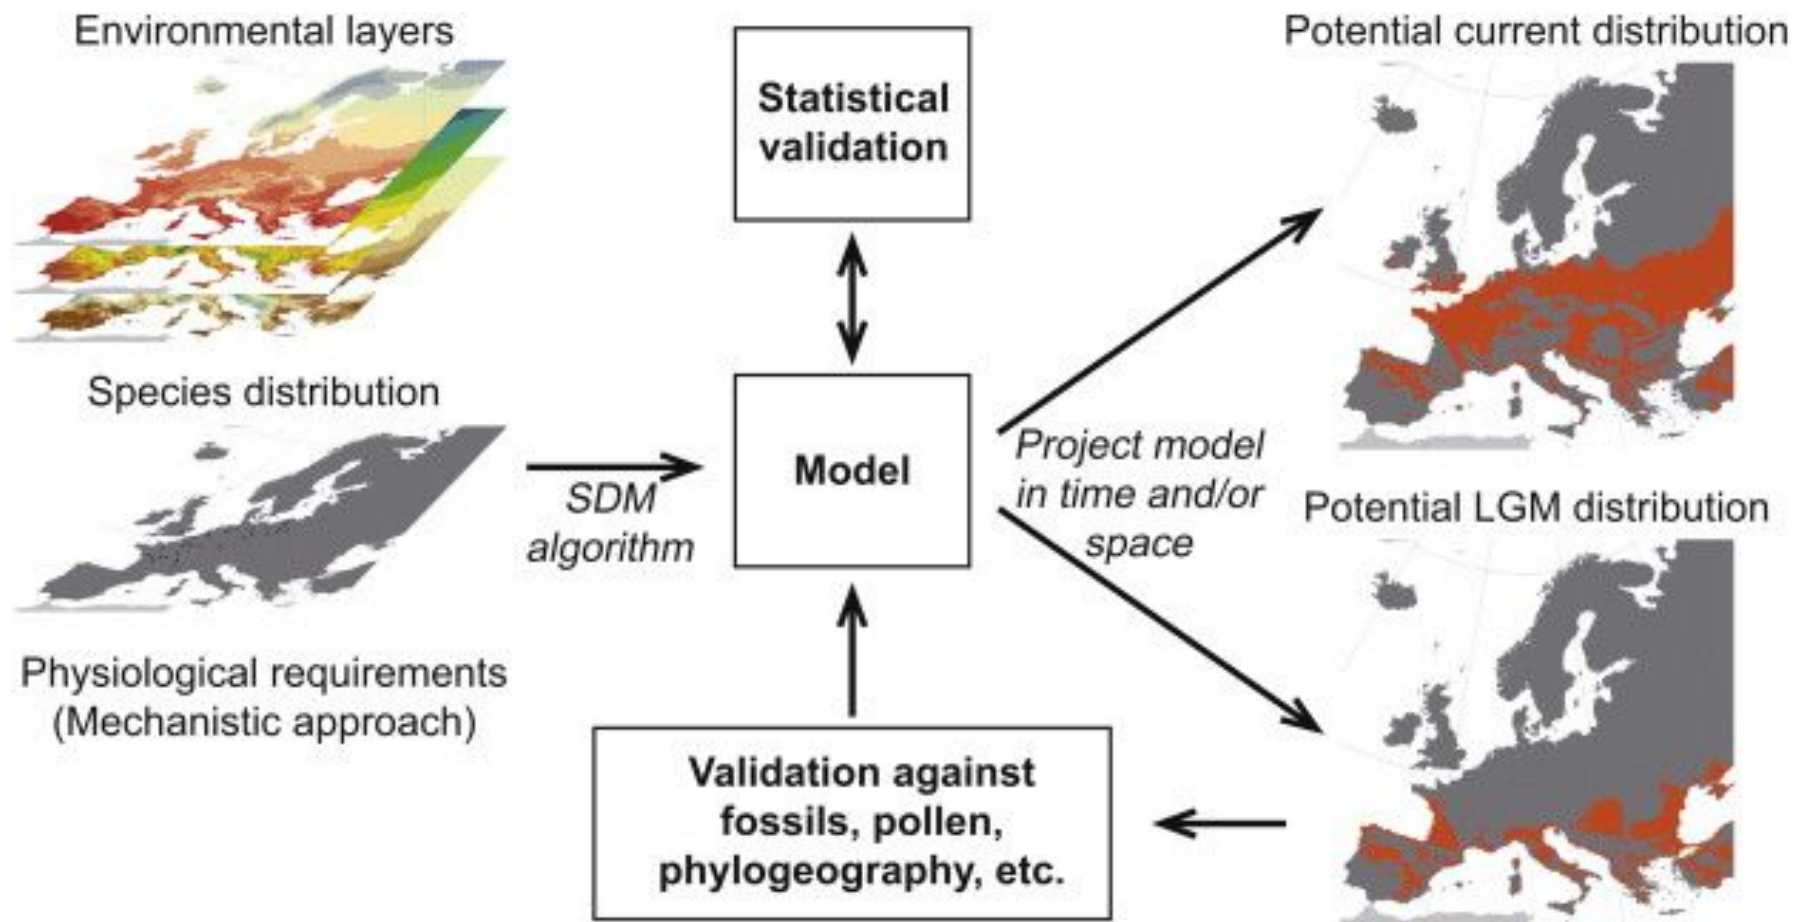 Environmental layers
Species distribution
Physiological requirements
(Mechanistic approach)
SDM
algorithm
Statistical
validation
Model
Validation against
fossils, pollen,
phylogeography, etc.
Project model
in time and/or
space
Potential current distribution
Potential LGM distribution